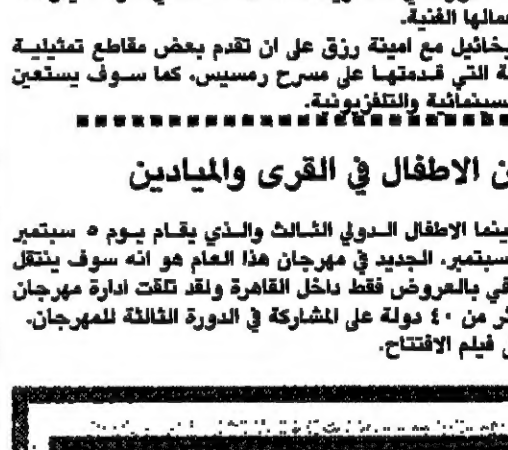 مالها الفنية.
يخائيل مع امينة رزق على ان تقدم بعض مقاطع تمثيلية
ة التي قدمتها على مسرح رمسيس. كما سوف يستعين
سينمائية والتلفزيونية.
ن الاطفال في القرى والميادين
ينما الاطفال الدولي الثالث والذي يقام يوم ٥ سبتمبر
سبتمبر. الجديد في مهرجان هذا العام هو انه سوف ينتقل
في بالعروض فقط داخل القاهرة ولقد تلقت ادارة مهرجان
ثر من ٤٠ دولة على المشاركة في الدورة الثالثة للمهرجان.
فيلم الافتتاح.